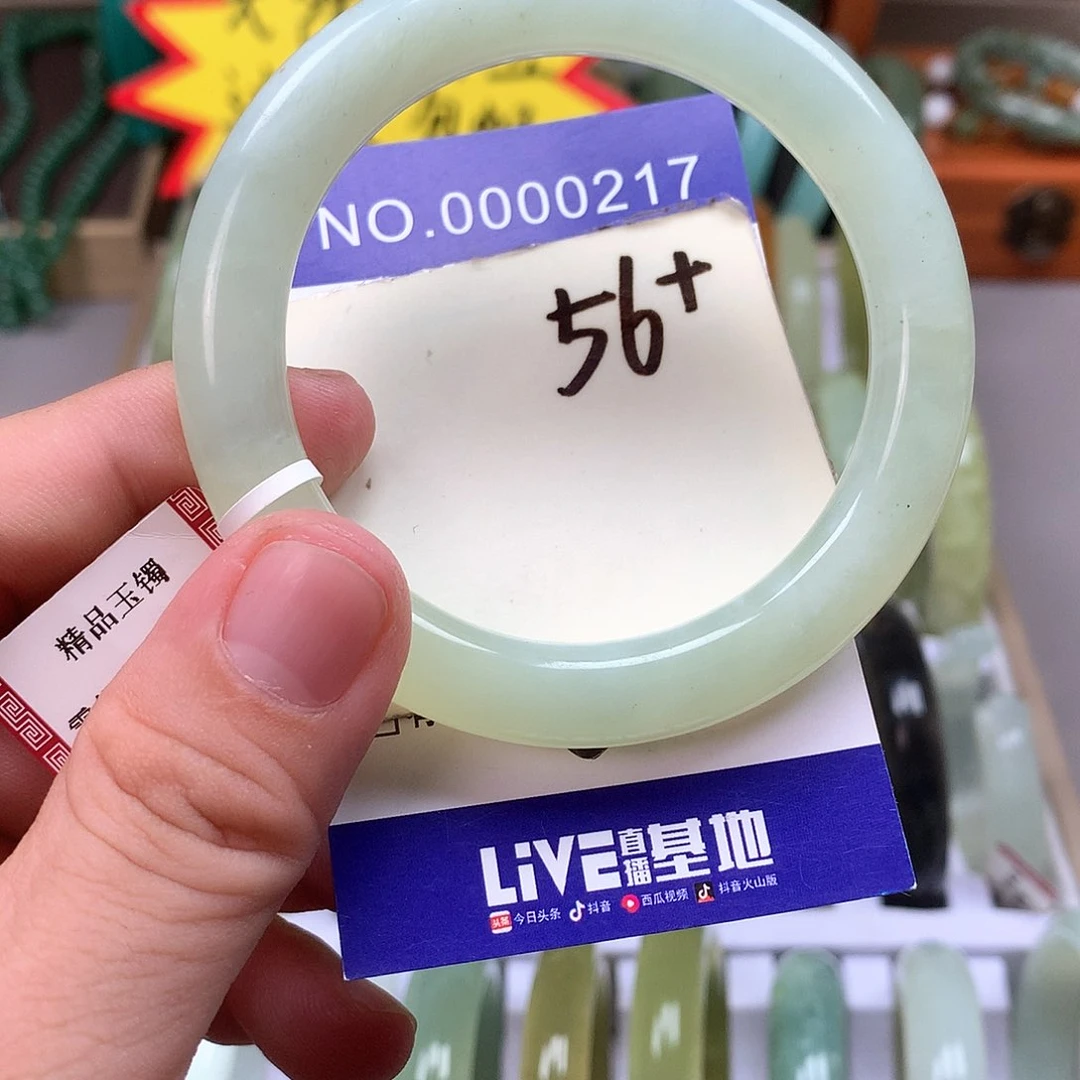 NO.0000217
56+
精品玉镯
LiVE直播基地
今日头条 抖音 西瓜视频 抖音火山版